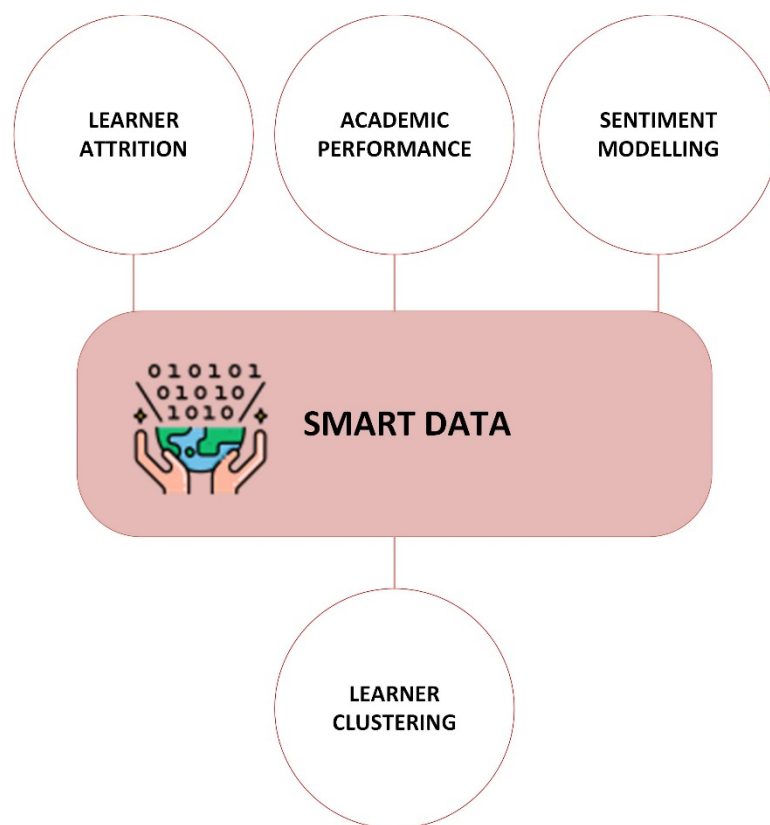 LEARNER
ATTRITION
ACADEMIC
PERFORMANCE
SENTIMENT
MODELLING
010101
01010
1010
SMART DATA
LEARNER
CLUSTERING